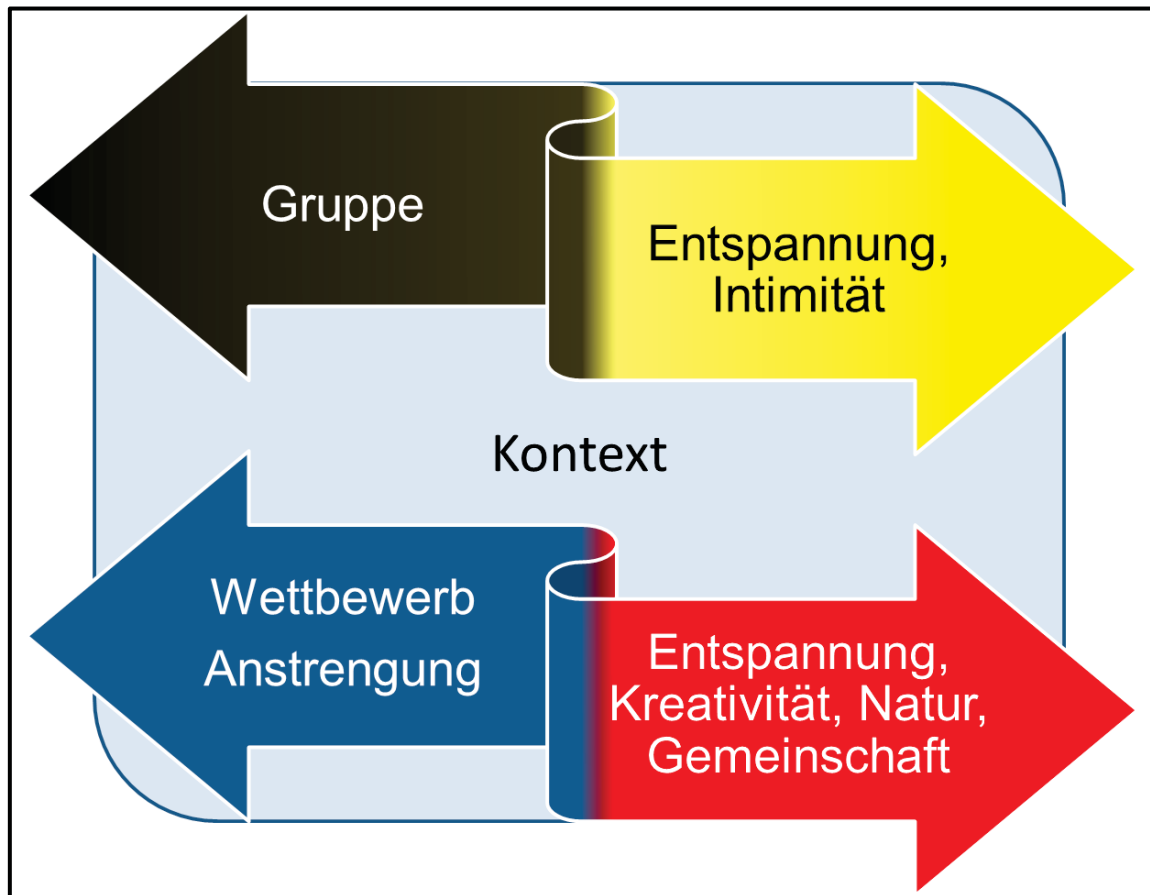 Gruppe
Entspannung,
Intimität
Kontext
Wettbewerb
Anstrengung
Entspannung,
Kreativität, Natur,
Gemeinschaft